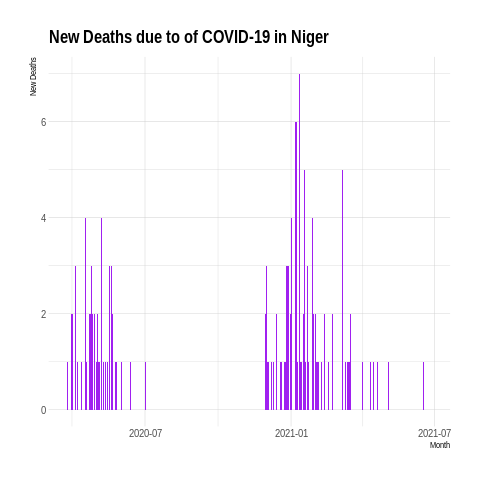 New Deaths due to of COVID-19 in Niger
New Deaths
6
4
2
0
2020-07
2021-01
2021-07
Month